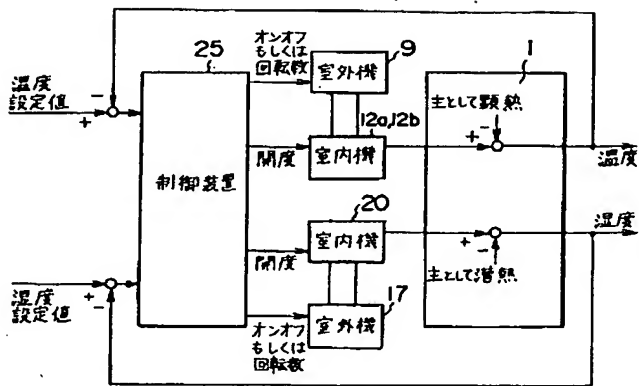 オンオフ
もしくは
回転数
25
9
1
室外機
温度
設定値
主として顕熱
12a,12b
開度
室内機
温度
制御装置
20
湿度
開度
室内機
主として潜熱
湿度
設定値
17
室外機
オンオフ
もしくは
回転数